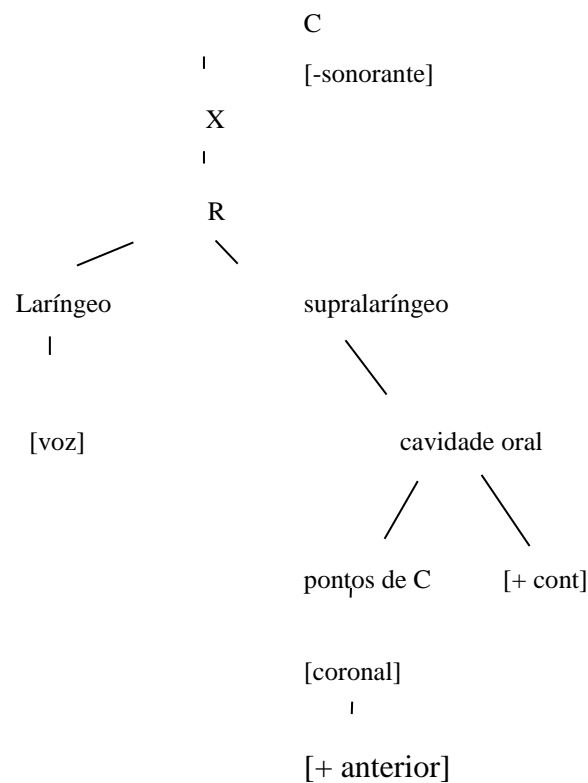 C
[-sonorante]
X
R
Laríngeo supralaríngeo
[voz] cavidade oral
pontos de C [+ cont]
[coronal]
[+ anterior]